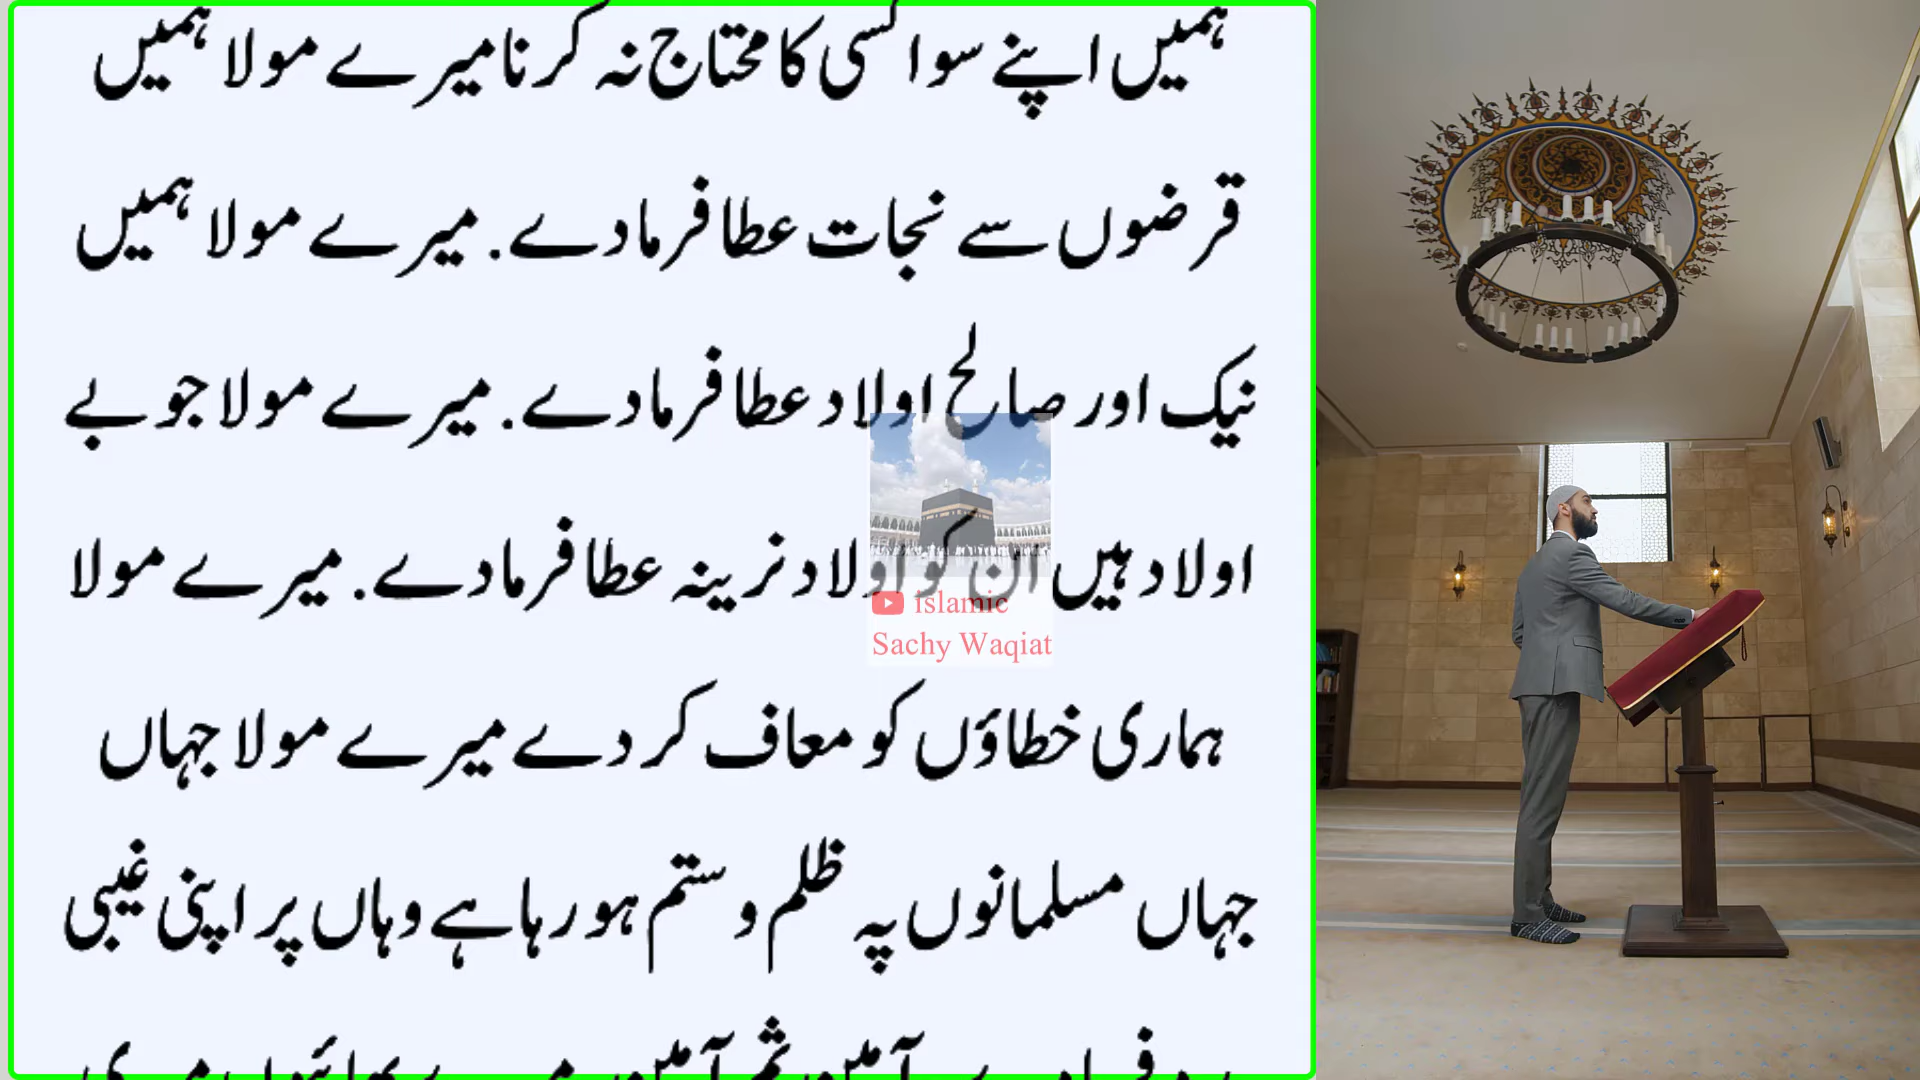 ہمیں اپنے سوا کسی کا محتاج نہ کرنا میرے مولا ہمیں
قرضوں سے نجات عطا فرما دے. میرے مولا ہمیں
نیک اور صالح اولاد عطا فرما دے. میرے مولا جو بے
اولاد ہیں ان کو اولاد نرینہ عطا فرما دے. میرے مولا
ہماری خطاؤں کو معاف کر دے میرے مولا جہاں
جہاں مسلمانوں پہ ظلم و ستم ہو رہا ہے وہاں پر اپنی غیبی
آمین ثم آمین
islamic
Sachy Waqiat